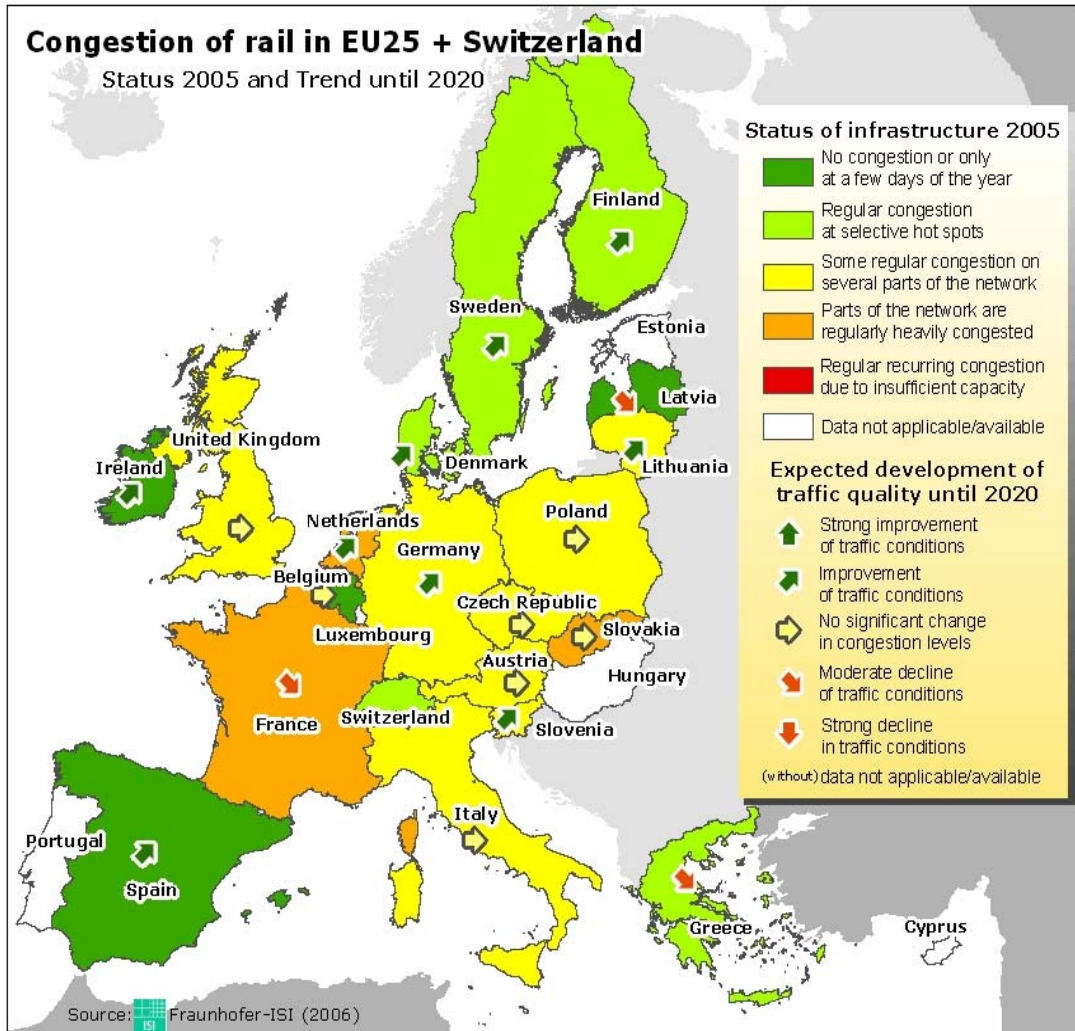 Congestion of rail in EU25 + Switzerland
Status 2005 and Trend until 2020
Status of infrastructure 2005
No congestion or only
at a few days of the year
Regular congestion
at selective hot spots
Some regular congestion on
several parts of the network
Parts of the network are
regularly heavily congested
Regular recurring congestion
due to insufficient capacity
Data not applicable/available
Expected development of
traffic quality until 2020
Strong improvement
of traffic conditions
Improvement
of traffic conditions
No significant change
in congestion levels
Moderate decline
of traffic conditions
Strong decline
in traffic conditions
(without) data not applicable/available
Finland
Sweden
Estonia
Latvia
Lithuania
Denmark
United Kingdom
Ireland
Netherlands
Germany
Poland
Belgium
Czech Republic
Luxembourg
Slovakia
Austria
Hungary
France
Switzerland
Slovenia
Italy
Portugal
Spain
Greece
Cyprus
Source: ISI Fraunhofer-ISI (2006)